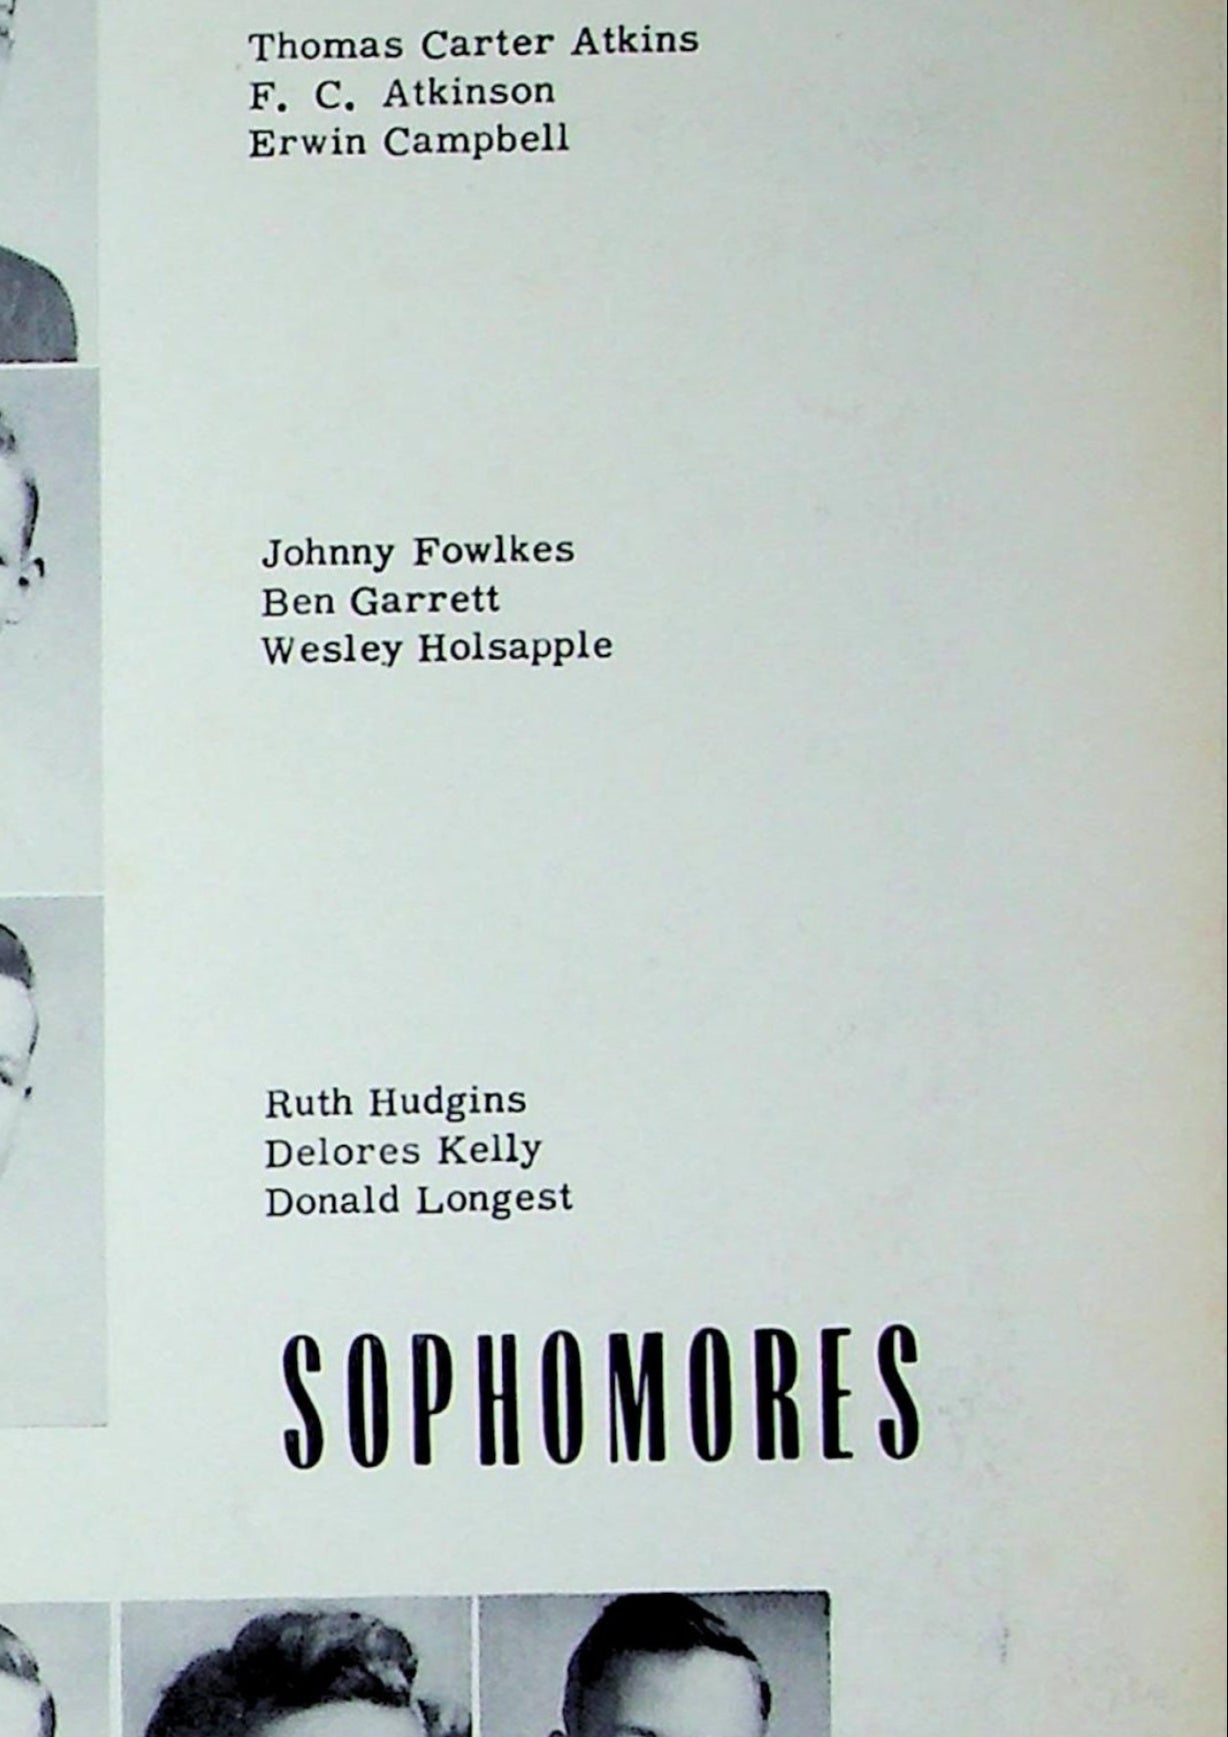 Thomas Carter Atkins
F. C. Atkinson
Erwin Campbell
Johnny Fowlkes
Ben Garrett
Wesley Holsapple
Ruth Hudgins
Delores Kelly
Donald Longest
SOPHOMORES